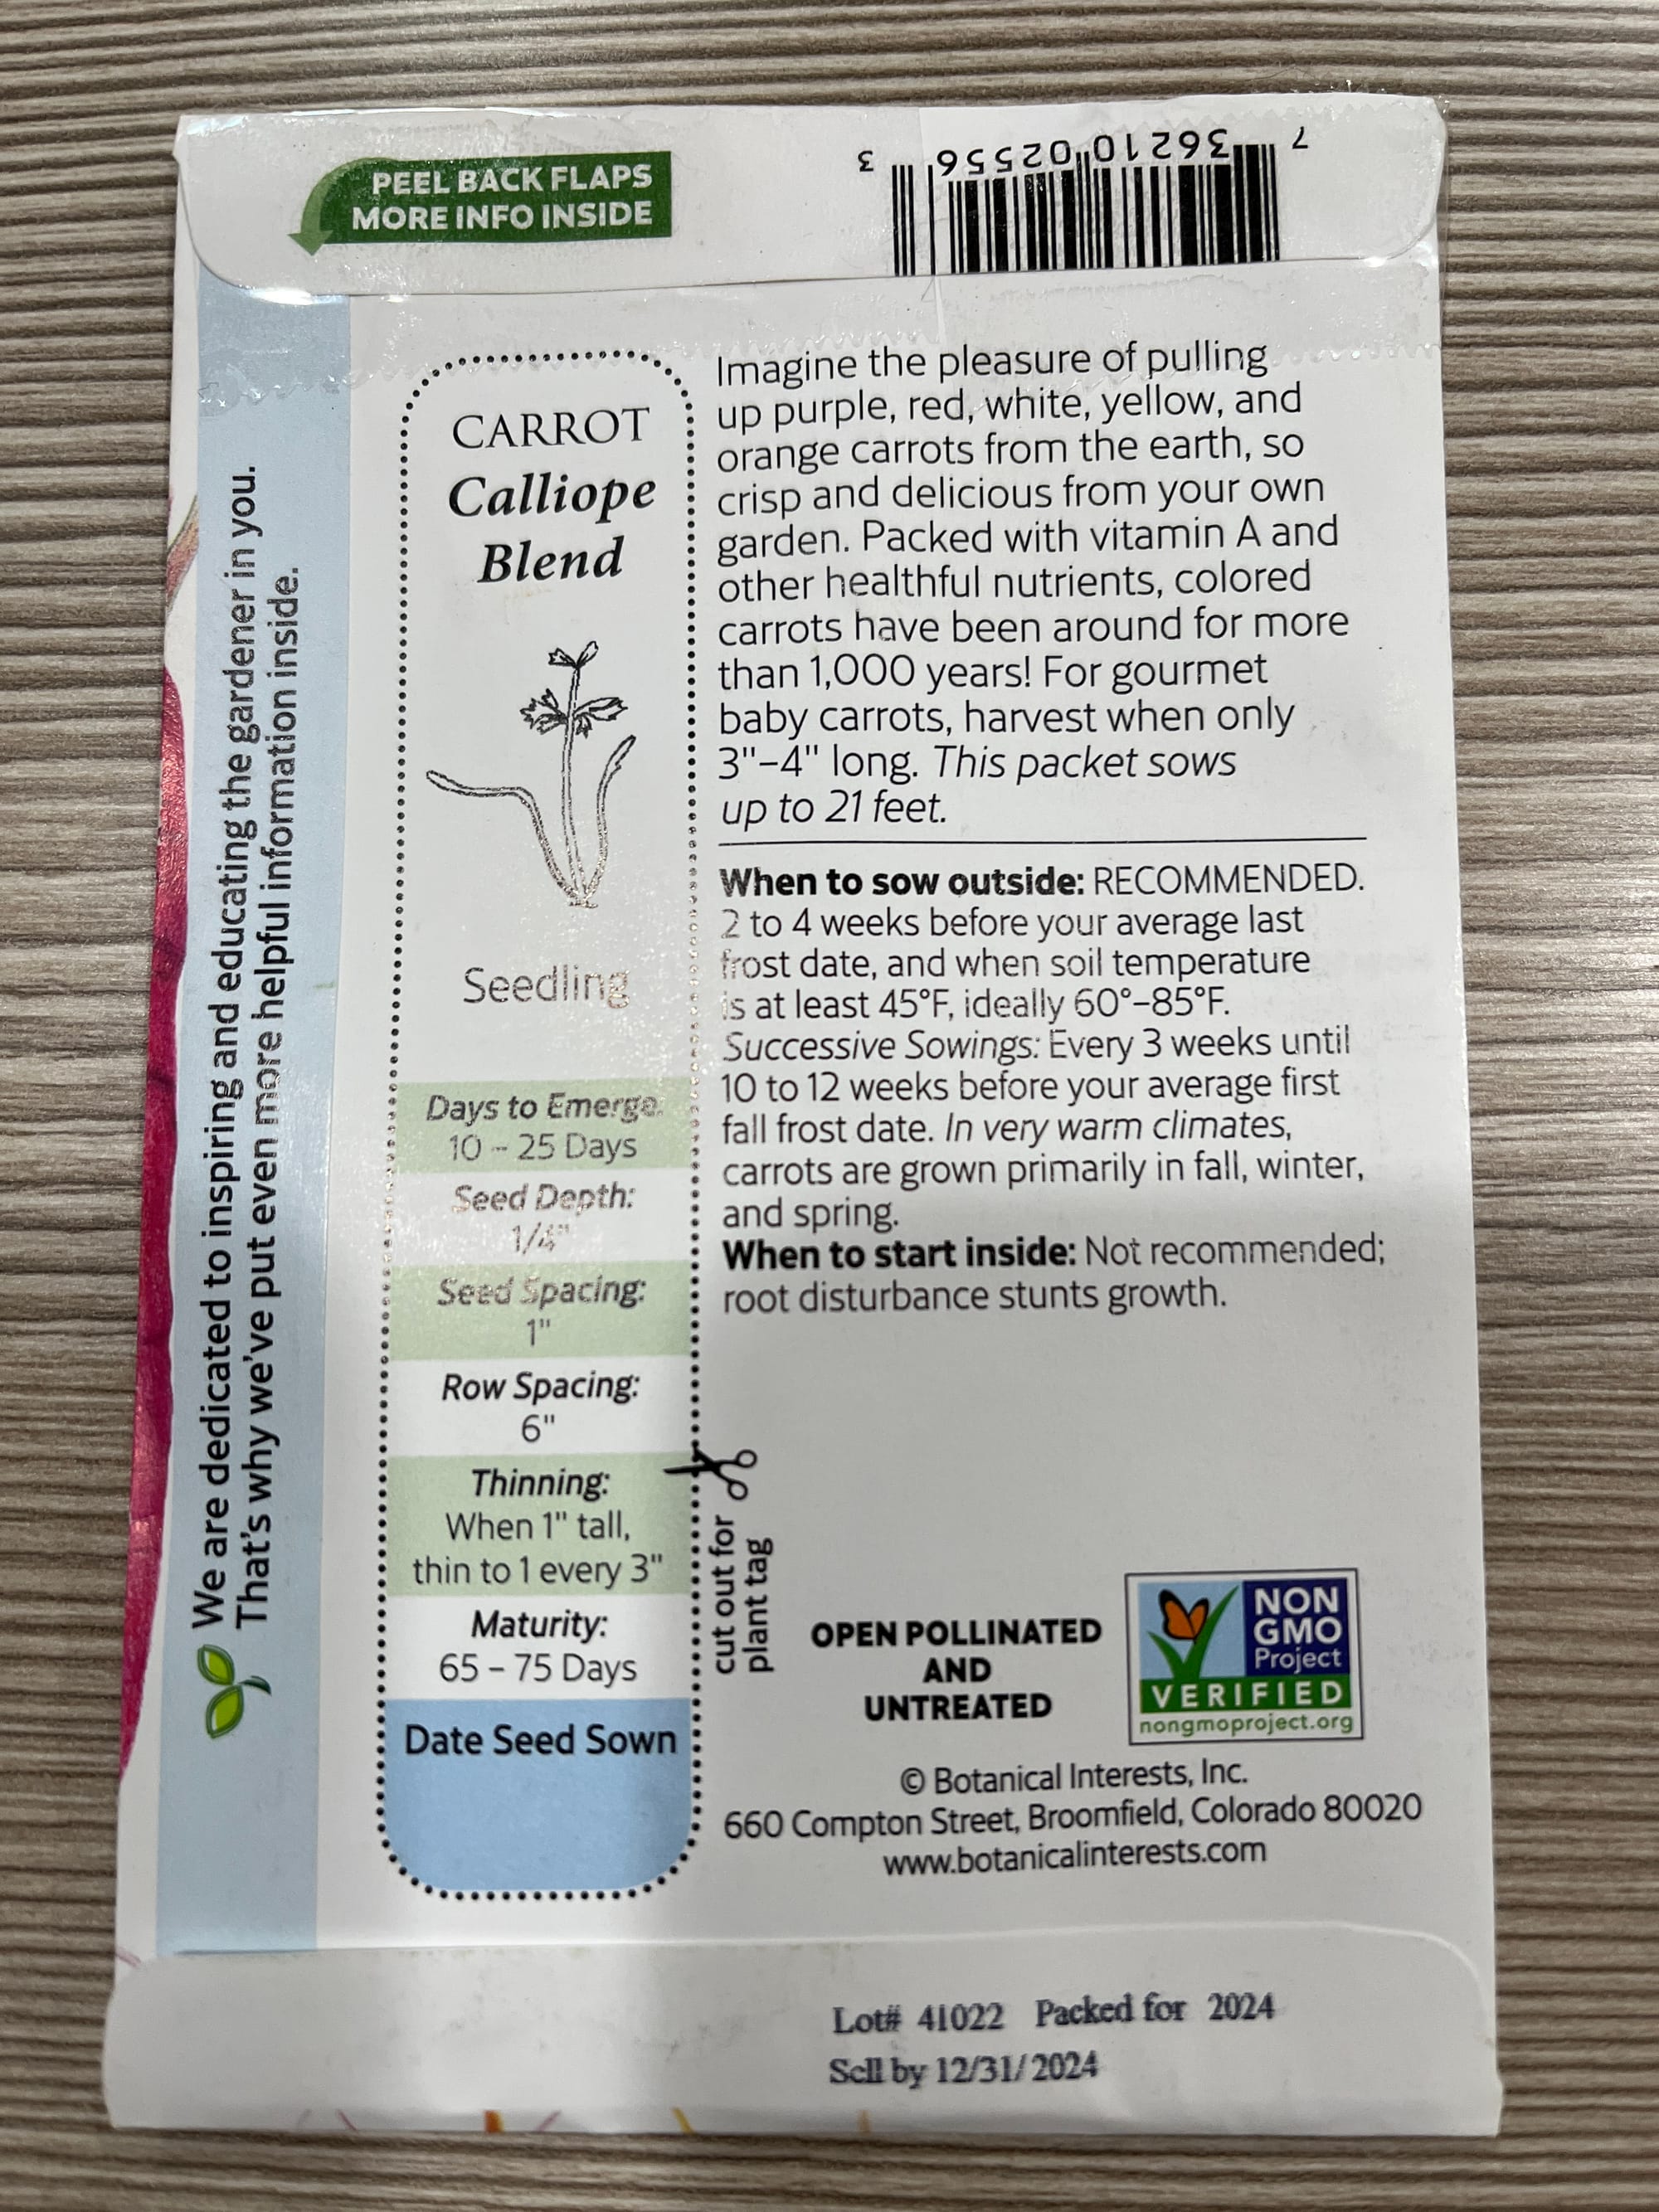 PEEL BACK FLAPS
MORE INFO INSIDE
7 36210 02556 3
We are dedicated to inspiring and educating the gardener in you.
That's why we've put even more helpful information inside.
CARROT
Calliope
Blend
Seedling
Days to Emerge:
10 – 25 Days
Seed Depth:
1/4"
Seed Spacing:
1"
Row Spacing:
6"
Thinning:
When 1" tall,
thin to 1 every 3"
Maturity:
65 – 75 Days
Date Seed Sown
cut out for
plant tag
Imagine the pleasure of pulling
up purple, red, white, yellow, and
orange carrots from the earth, so
crisp and delicious from your own
garden. Packed with vitamin A and
other healthful nutrients, colored
carrots have been around for more
than 1,000 years! For gourmet
baby carrots, harvest when only
3"–4" long. This packet sows
up to 21 feet.
When to sow outside: RECOMMENDED.
2 to 4 weeks before your average last
frost date, and when soil temperature
is at least 45°F, ideally 60°–85°F.
Successive Sowings: Every 3 weeks until
10 to 12 weeks before your average first
fall frost date. In very warm climates,
carrots are grown primarily in fall, winter,
and spring.
When to start inside: Not recommended;
root disturbance stunts growth.
OPEN POLLINATED
AND
UNTREATED
NON
GMO
Project
VERIFIED
nongmoproject.org
© Botanical Interests, Inc.
660 Compton Street, Broomfield, Colorado 80020
www.botanicalinterests.com
Lot# 41022 Packed for 2024
Sell by 12/31/2024